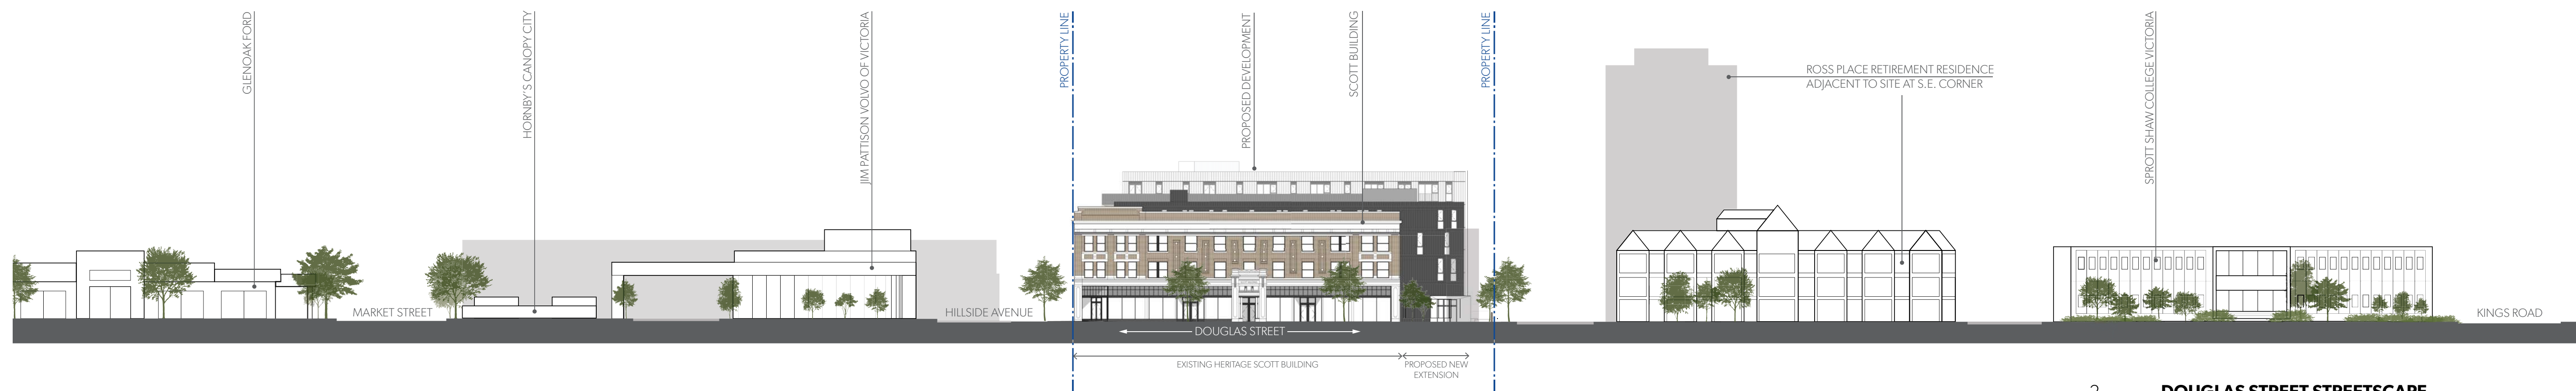 GLENOAK FORD
HORNBY'S CANOPY CITY
JIM PATTISON VOLVO OF VICTORIA
PROPERTY LINE
PROPOSED DEVELOPMENT
SCOTT BUILDING
PROPERTY LINE
ROSS PLACE RETIREMENT RESIDENCE
ADJACENT TO SITE AT S.E. CORNER
SPROTT SHAW COLLEGE VICTORIA
MARKET STREET
HILLSIDE AVENUE
KINGS ROAD
DOUGLAS STREET
EXISTING HERITAGE SCOTT BUILDING
PROPOSED NEW
EXTENSION
2
DOUGLAS STREET STREETSCAPE